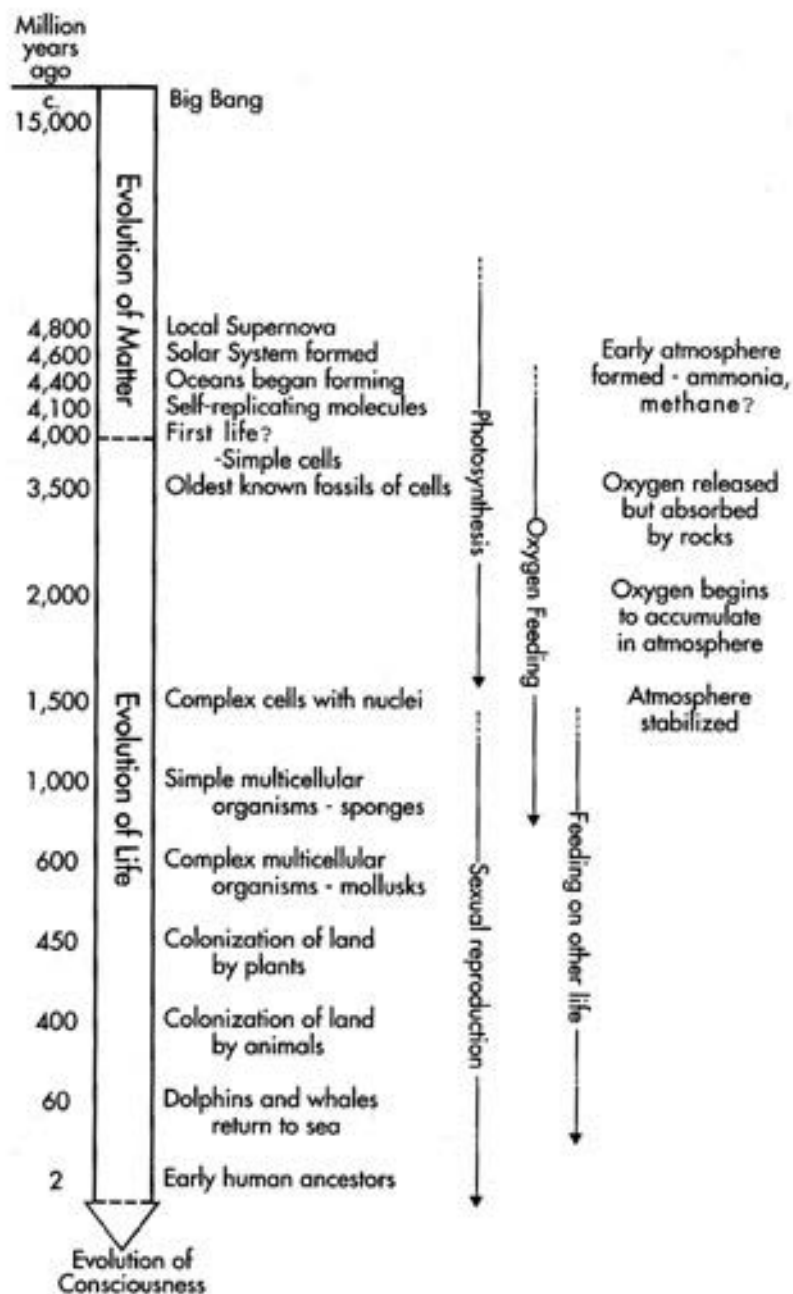 Million
years
ago
c.
15,000
Big Bang
Evolution of Matter
4,800 Local Supernova
4,600 Solar System formed
4,400 Oceans began forming
4,100 Self-replicating molecules
4,000 First life?
-Simple cells
3,500 Oldest known fossils of cells
2,000
Evolution of Life
1,500 Complex cells with nuclei
1,000 Simple multicellular
organisms - sponges
600 Complex multicellular
organisms - mollusks
450 Colonization of land
by plants
400 Colonization of land
by animals
60 Dolphins and whales
return to sea
2 Early human ancestors
Evolution of
Consciousness
Photosynthesis
Sexual reproduction
Oxygen Feeding
Feeding on other life
Early atmosphere
formed - ammonia,
methane?
Oxygen released
but absorbed
by rocks
Oxygen begins
to accumulate
in atmosphere
Atmosphere
stabilized